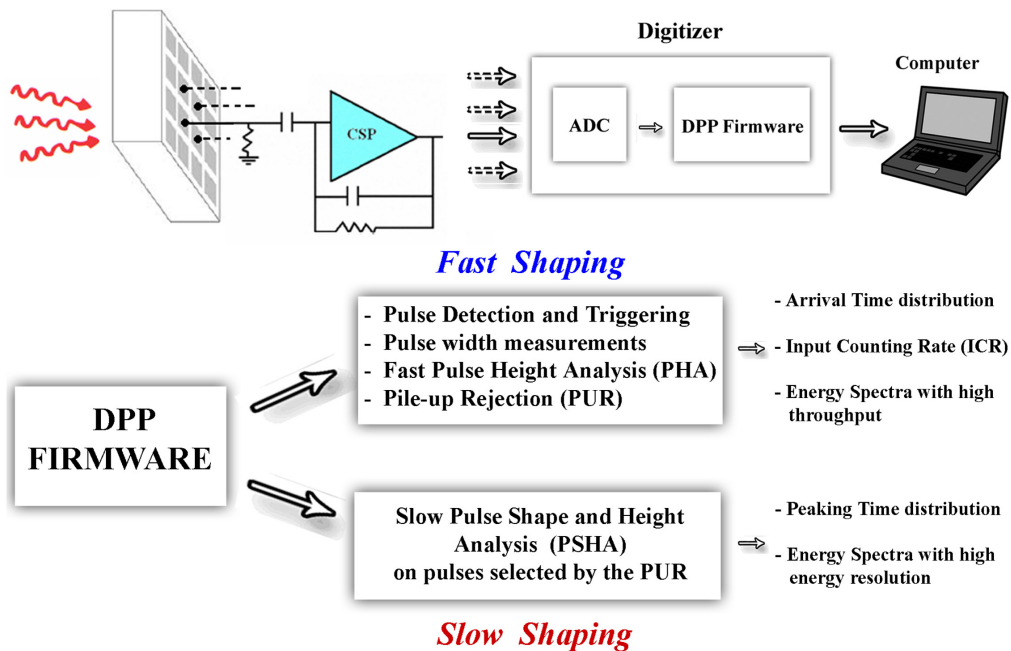 Digitizer
Computer
CSP
ADC
DPP Firmware
Fast Shaping
- Pulse Detection and Triggering
- Pulse width measurements
- Fast Pulse Height Analysis (PHA)
- Pile-up Rejection (PUR)
- Arrival Time distribution
- Input Counting Rate (ICR)
- Energy Spectra with high
throughput
DPP
FIRMWARE
Slow Pulse Shape and Height
Analysis (PSHA)
on pulses selected by the PUR
- Peaking Time distribution
- Energy Spectra with high
energy resolution
Slow Shaping